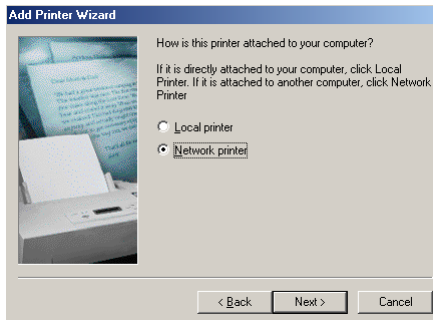 Add Printer Wizard
How is this printer attached to your computer?
If it is directly attached to your computer, click Local
Printer. If it is attached to another computer, click Network
Printer
Local printer
Network printer
< Back
Next >
Cancel